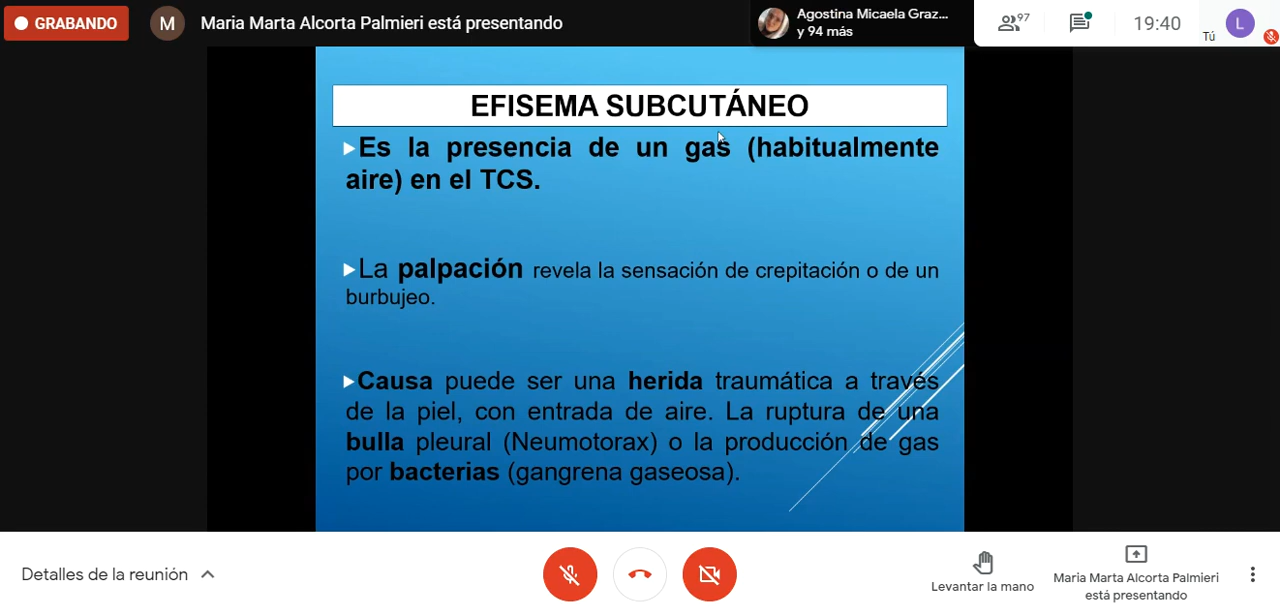 GRABANDO
M
Maria Marta Alcorta Palmieri está presentando
Agostina Micaela Graz...
y 94 más
97
19:40
Tú
L
EFISEMA SUBCUTÁNEO
Es la presencia de un gas (habitualmente
aire) en el TCS.
La palpación revela la sensación de crepitación o de un
burbujeo.
Causa puede ser una herida traumática a través
de la piel, con entrada de aire. La ruptura de una
bulla pleural (Neumotorax) o la producción de gas
por bacterias (gangrena gaseosa).
Detalles de la reunión
Levantar la mano
Maria Marta Alcorta Palmieri
está presentando